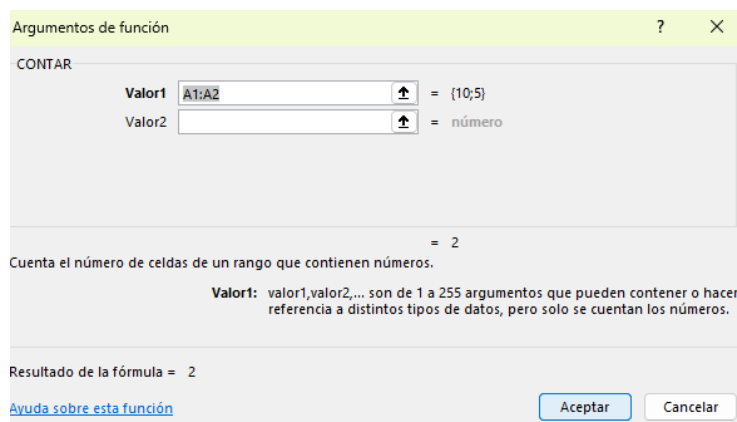 Argumentos de función ? ×
CONTAR
Valor1 A1:A2 = {10;5}
Valor2 = número
= 2
Cuenta el número de celdas de un rango que contienen números.
Valor1: valor1,valor2,... son de 1 a 255 argumentos que pueden contener o hacer
referencia a distintos tipos de datos, pero solo se cuentan los números.
Resultado de la fórmula = 2
Ayuda sobre esta función Aceptar Cancelar